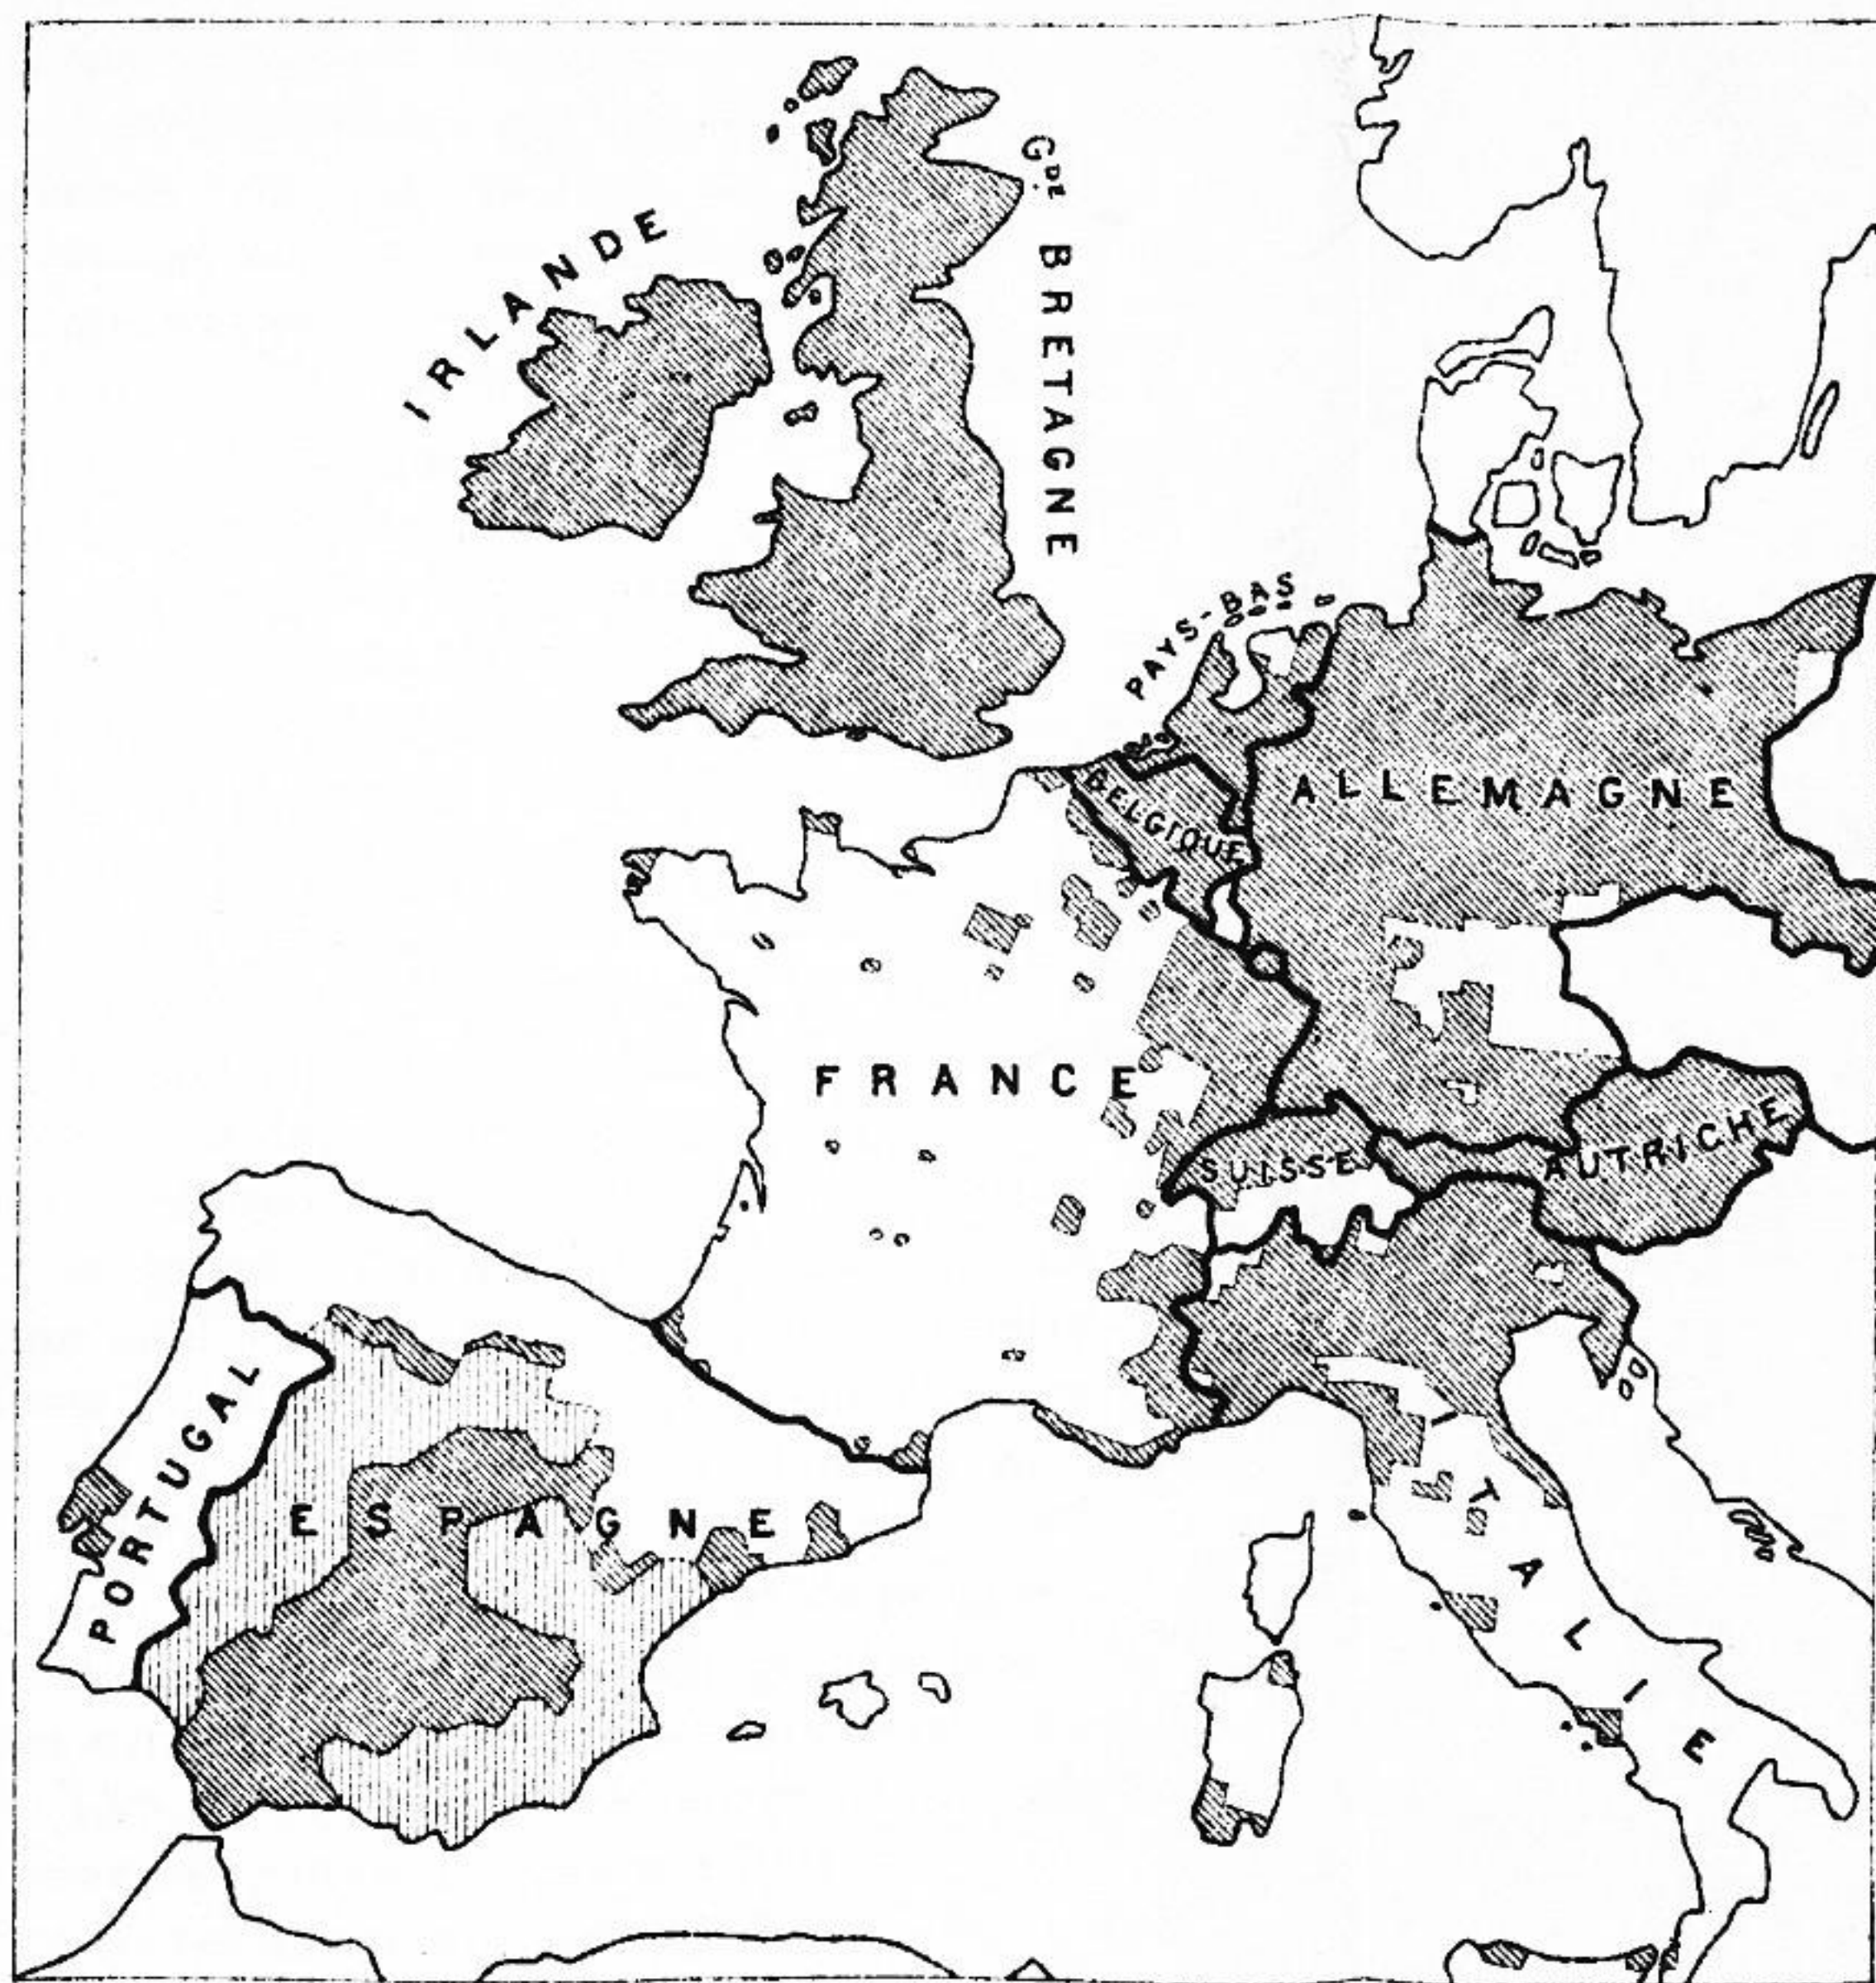 IRLANDE
Gᴰᴱ BRETAGNE
PAYS-BAS
BELGIQUE
ALLEMAGNE
FRANCE
SUISSE
AUTRICHE
PORTUGAL
ESPAGNE
ITALIE